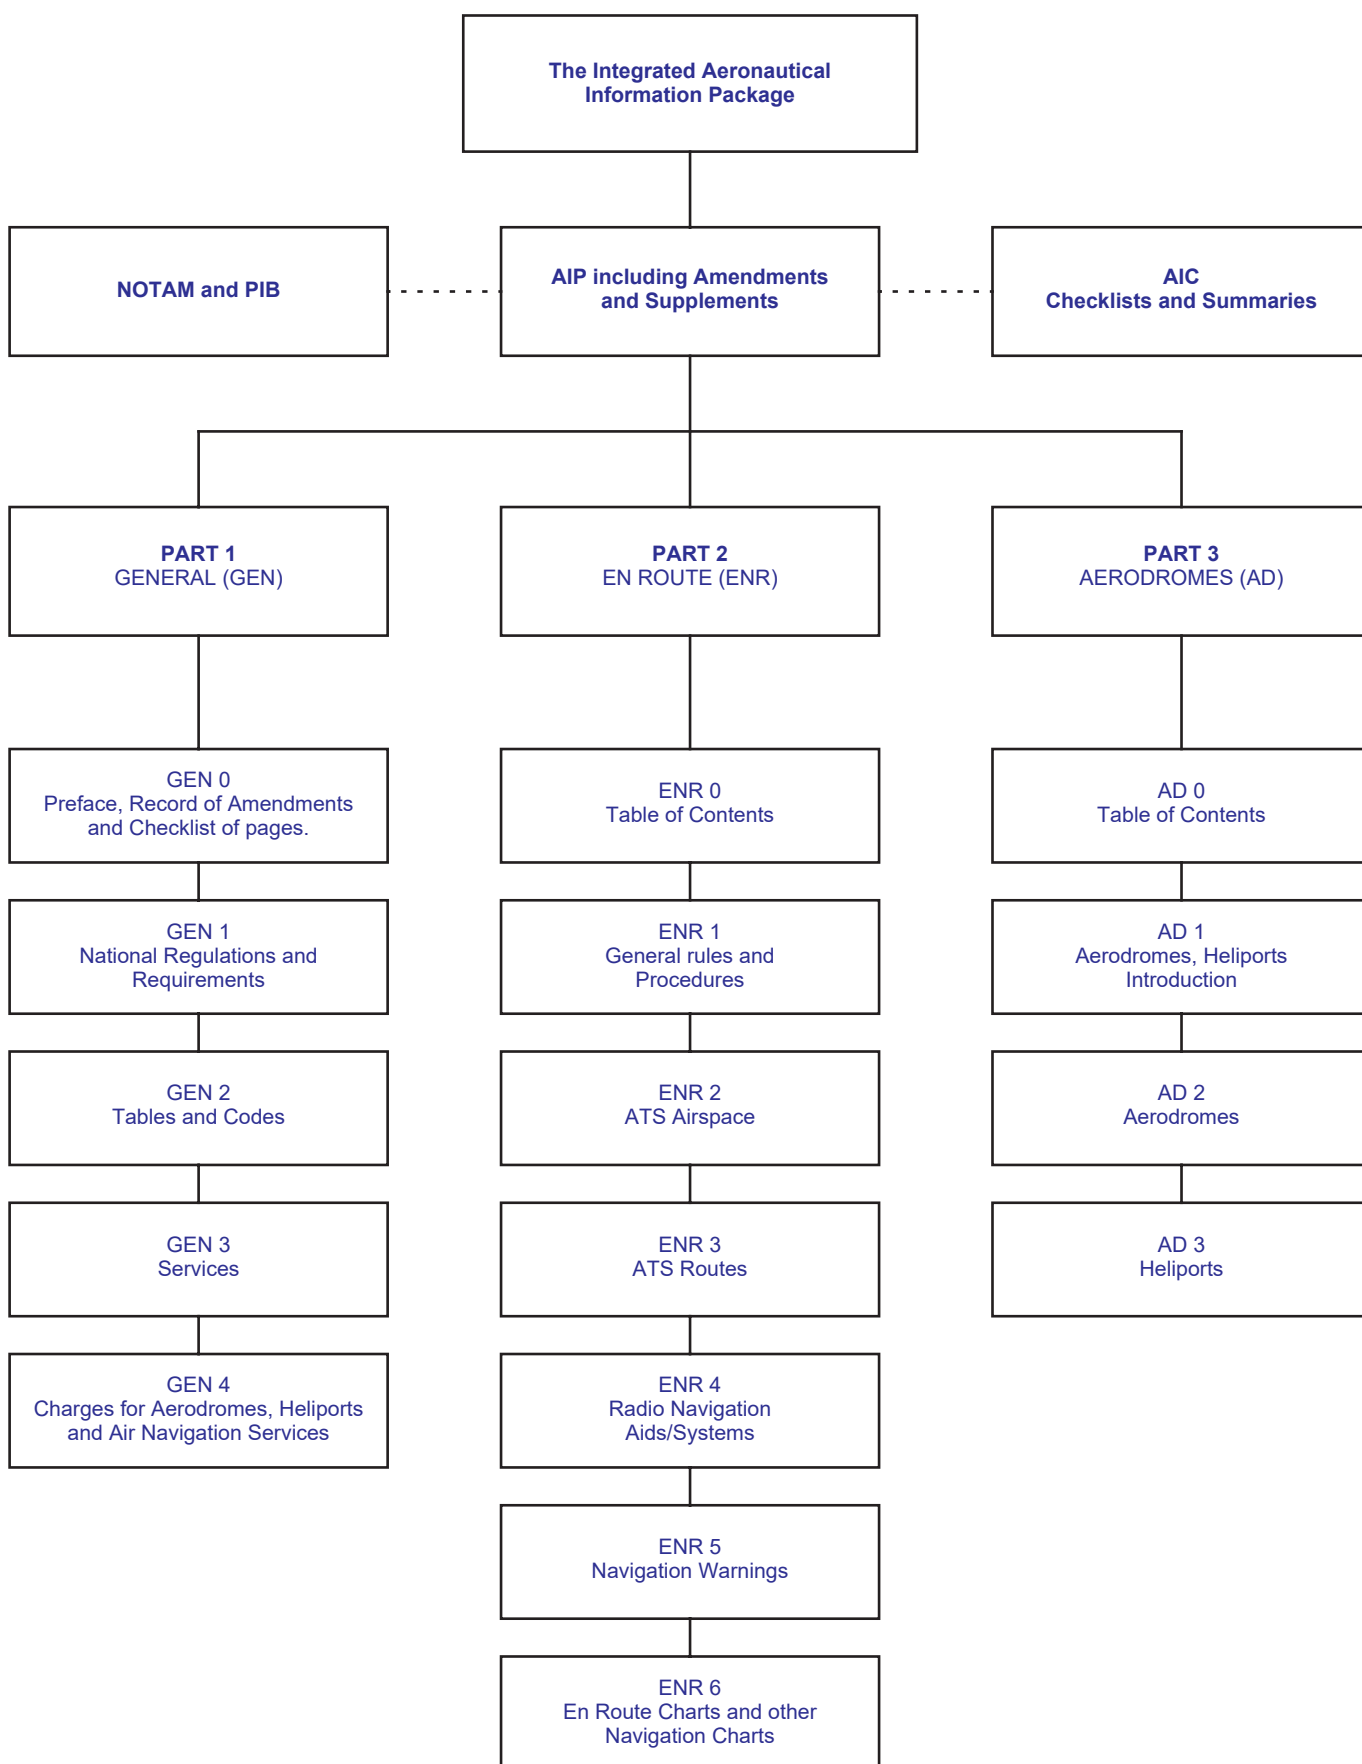 The Integrated Aeronautical
Information Package
NOTAM and PIB
AIP including Amendments
and Supplements
AIC
Checklists and Summaries
PART 1
GENERAL (GEN)
PART 2
EN ROUTE (ENR)
PART 3
AERODROMES (AD)
GEN 0
Preface, Record of Amendments
and Checklist of pages.
ENR 0
Table of Contents
AD 0
Table of Contents
GEN 1
National Regulations and
Requirements
ENR 1
General rules and
Procedures
AD 1
Aerodromes, Heliports
Introduction
GEN 2
Tables and Codes
ENR 2
ATS Airspace
AD 2
Aerodromes
GEN 3
Services
ENR 3
ATS Routes
AD 3
Heliports
GEN 4
Charges for Aerodromes, Heliports
and Air Navigation Services
ENR 4
Radio Navigation
Aids/Systems
ENR 5
Navigation Warnings
ENR 6
En Route Charts and other
Navigation Charts